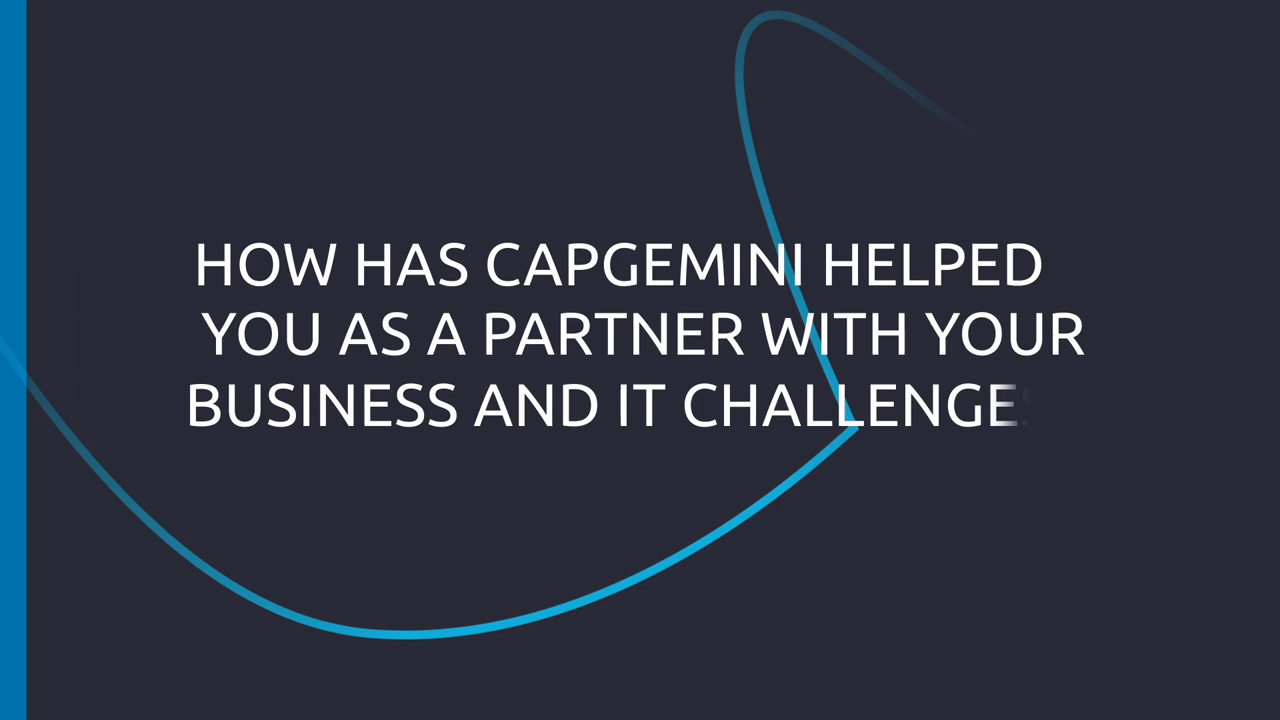 HOW HAS CAPGEMINI HELPED
YOU AS A PARTNER WITH YOUR
BUSINESS AND IT CHALLENGES